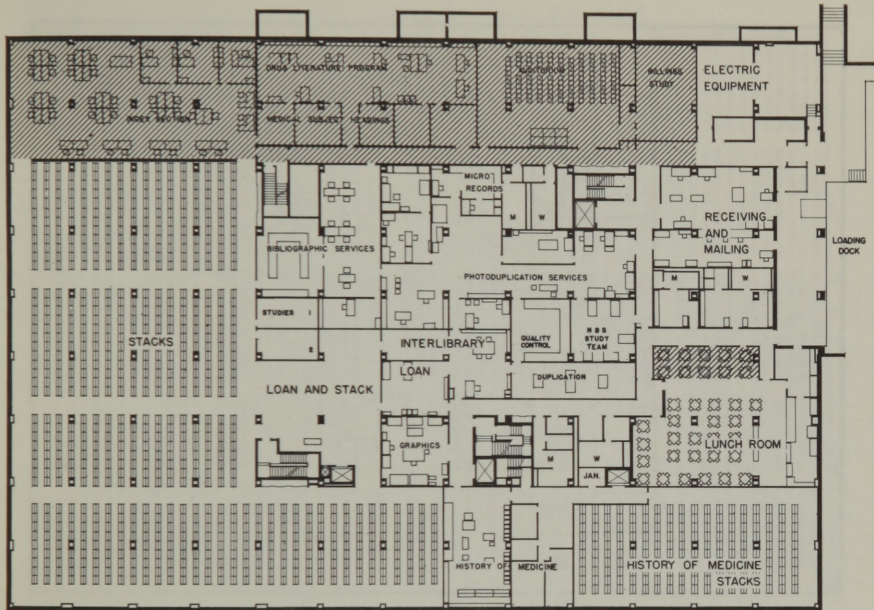 DRUG LITERATURE PROGRAM
AUDITORIUM
BILLINGS
STUDY
ELECTRIC
EQUIPMENT
INDEX SECTION
MEDICAL SUBJECT HEADINGS
MICRO
RECORDS
M
W
RECEIVING
AND
MAILING
LOADING
DOCK
BIBLIOGRAPHIC SERVICES
PHOTODUPLICATION SERVICES
M
W
STUDIES 1
2
STACKS
INTERLIBRARY
LOAN
QUALITY
CONTROL
NBS
STUDY
TEAM
LOAN AND STACK
DUPLICATION
GRAPHICS
M
W
JAN.
LUNCH ROOM
HISTORY OF MEDICINE
HISTORY OF MEDICINE
STACKS